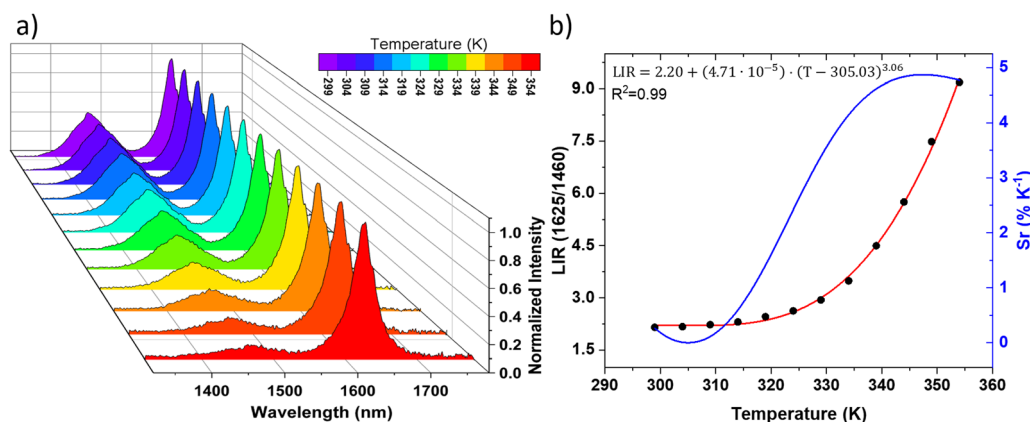 a)
Temperature (K)
299 304 309 314 319 324 329 334 339 344 349 354
1.0
0.8
0.6
0.4
0.2
0.0
Normalized Intensity
1400 1500 1600 1700
Wavelength (nm)
b)
LIR = 2.20 + (4.71 · 10⁻⁵) · (T − 305.03)³·⁰⁶
R²=0.99
9.0
7.5
6.0
4.5
3.0
1.5
LIR (1625/1460)
5
4
3
2
1
0
Sr (% K⁻¹)
290 300 310 320 330 340 350 360
Temperature (K)